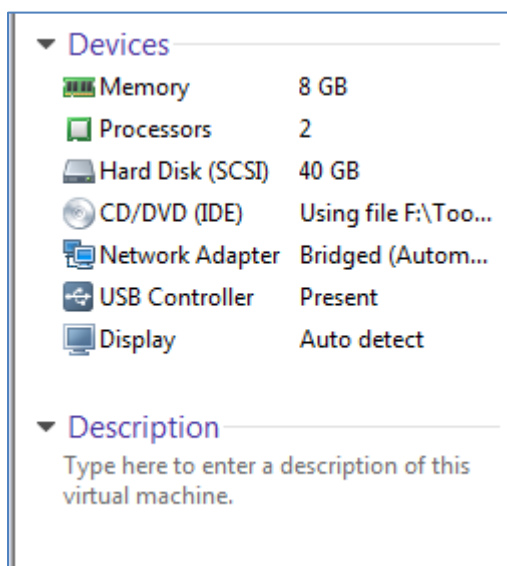 Devices
Memory 8 GB
Processors 2
Hard Disk (SCSI) 40 GB
CD/DVD (IDE) Using file F:\Too...
Network Adapter Bridged (Autom...
USB Controller Present
Display Auto detect
Description
Type here to enter a description of this
virtual machine.